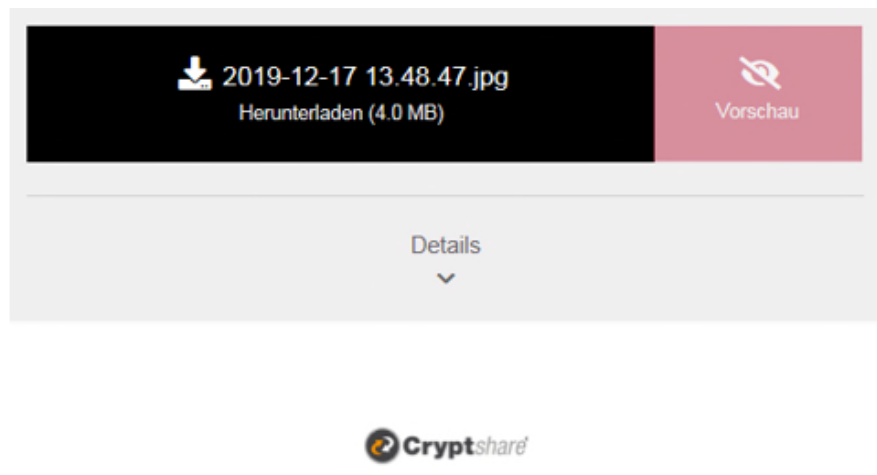 2019-12-17 13.48.47.jpg
Herunterladen (4.0 MB)
Vorschau
Details
Cryptshare